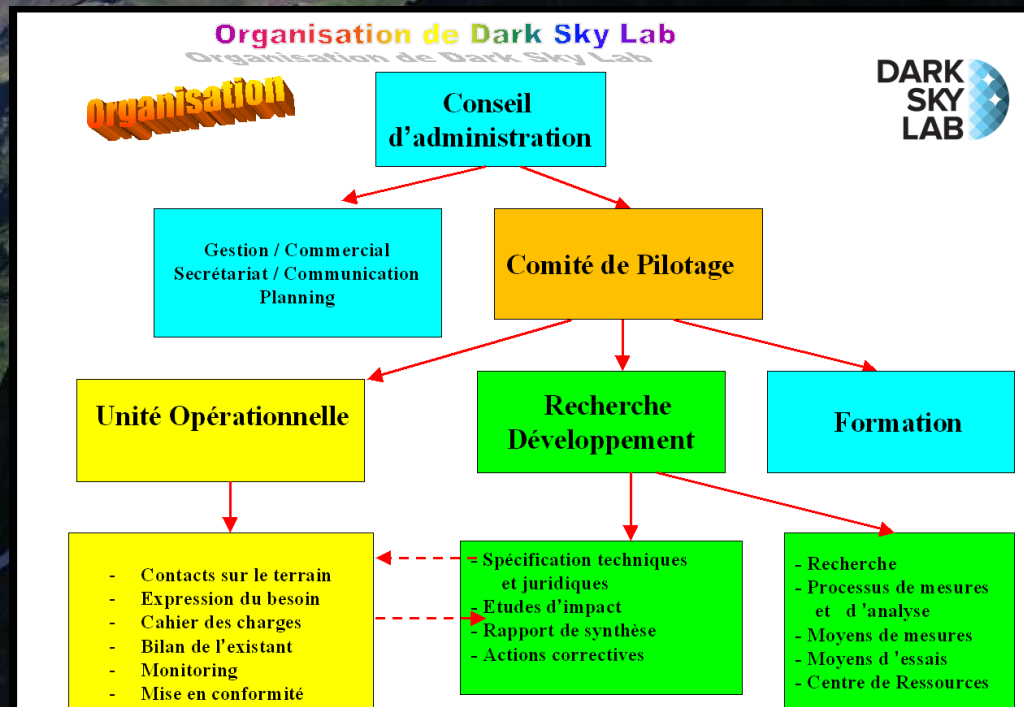 Organisation de Dark Sky Lab
Organisation de Dark Sky Lab
Organisation
DARK
SKY
LAB
Conseil
d’administration
Gestion / Commercial
Secrétariat / Communication
Planning
Comité de Pilotage
Unité Opérationnelle
Recherche
Développement
Formation
- Contacts sur le terrain
- Expression du besoin
- Cahier des charges
- Bilan de l’existant
- Monitoring
- Mise en conformité
- Spécification techniques
et juridiques
- Etudes d’impact
- Rapport de synthèse
- Actions correctives
- Recherche
- Processus de mesures
et d ’analyse
- Moyens de mesures
- Moyens d ’essais
- Centre de Ressources